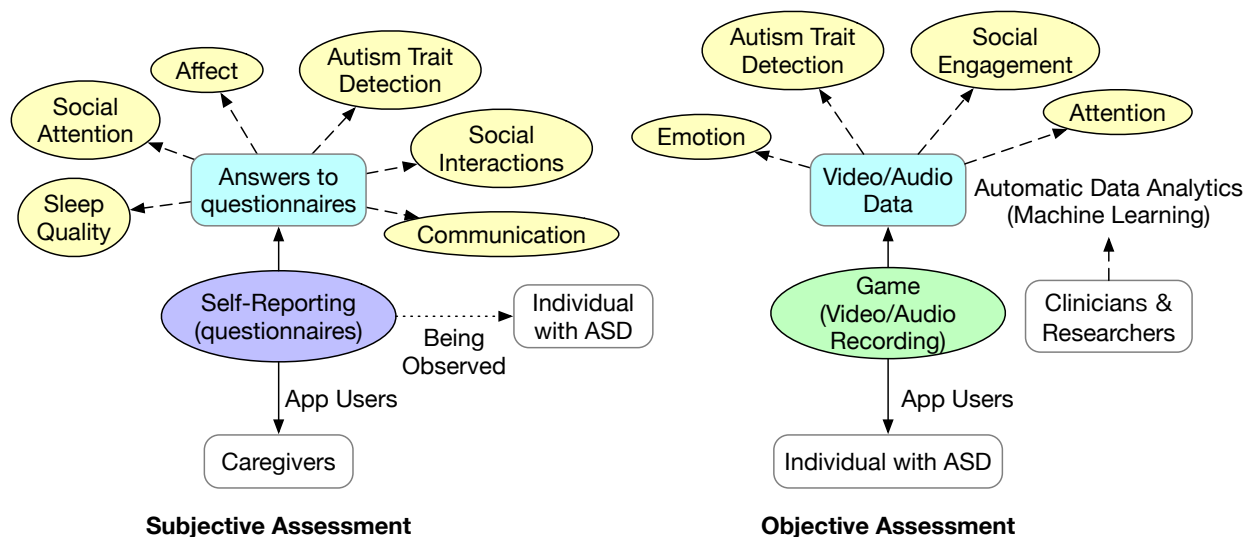 Affect
Autism Trait
Detection
Social
Attention
Social
Interactions
Answers to
questionnaires
Sleep
Quality
Communication
Self-Reporting
(questionnaires)
Being
Observed
Individual
with ASD
App Users
Caregivers
Subjective Assessment
Autism Trait
Detection
Social
Engagement
Emotion
Attention
Video/Audio
Data
Automatic Data Analytics
(Machine Learning)
Game
(Video/Audio
Recording)
Clinicians &
Researchers
App Users
Individual with ASD
Objective Assessment